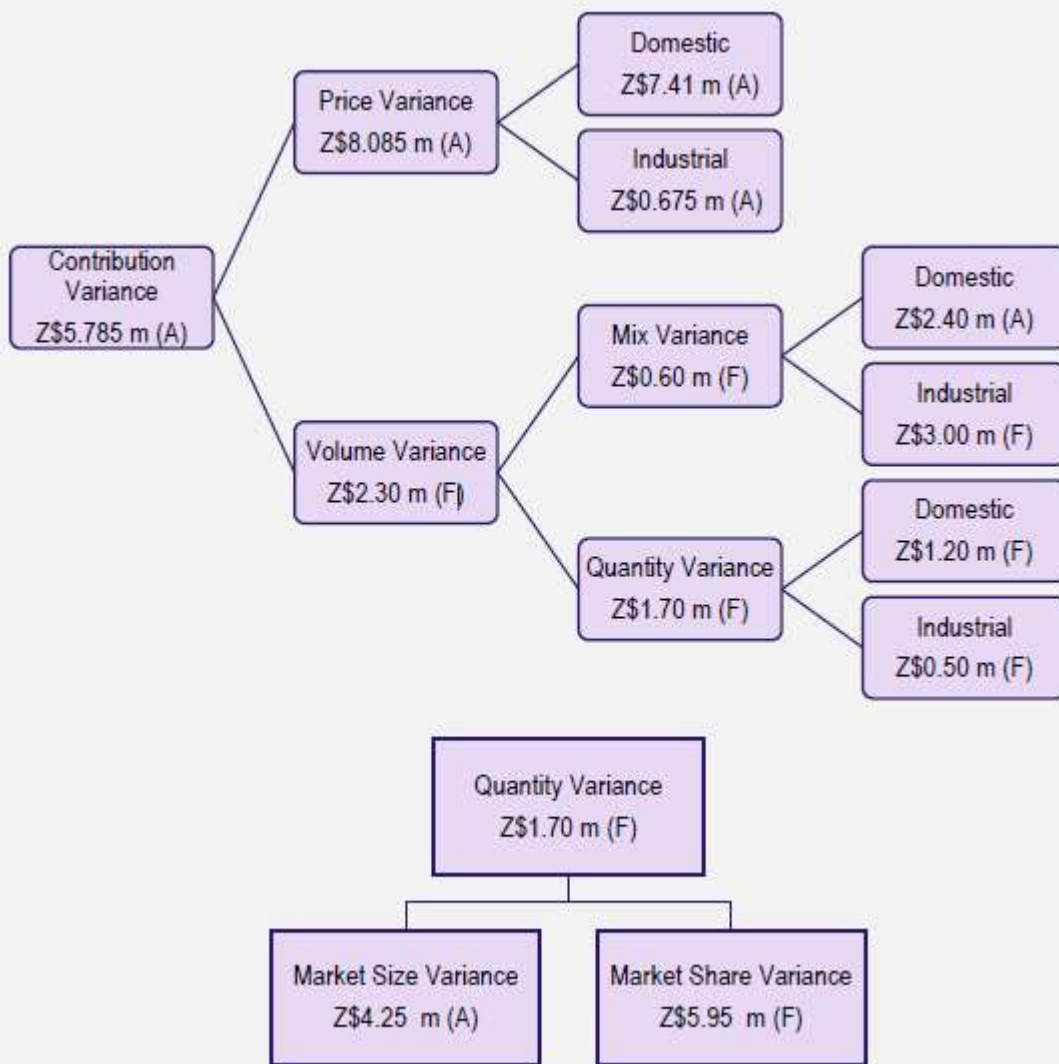 Domestic
Z$7.41 m (A)
Price Variance
Z$8.085 m (A)
Industrial
Z$0.675 m (A)
Contribution
Variance
Z$5.785 m (A)
Domestic
Z$2.40 m (A)
Mix Variance
Z$0.60 m (F)
Industrial
Z$3.00 m (F)
Volume Variance
Z$2.30 m (F)
Domestic
Z$1.20 m (F)
Quantity Variance
Z$1.70 m (F)
Industrial
Z$0.50 m (F)
Quantity Variance
Z$1.70 m (F)
Market Size Variance
Z$4.25 m (A)
Market Share Variance
Z$5.95 m (F)